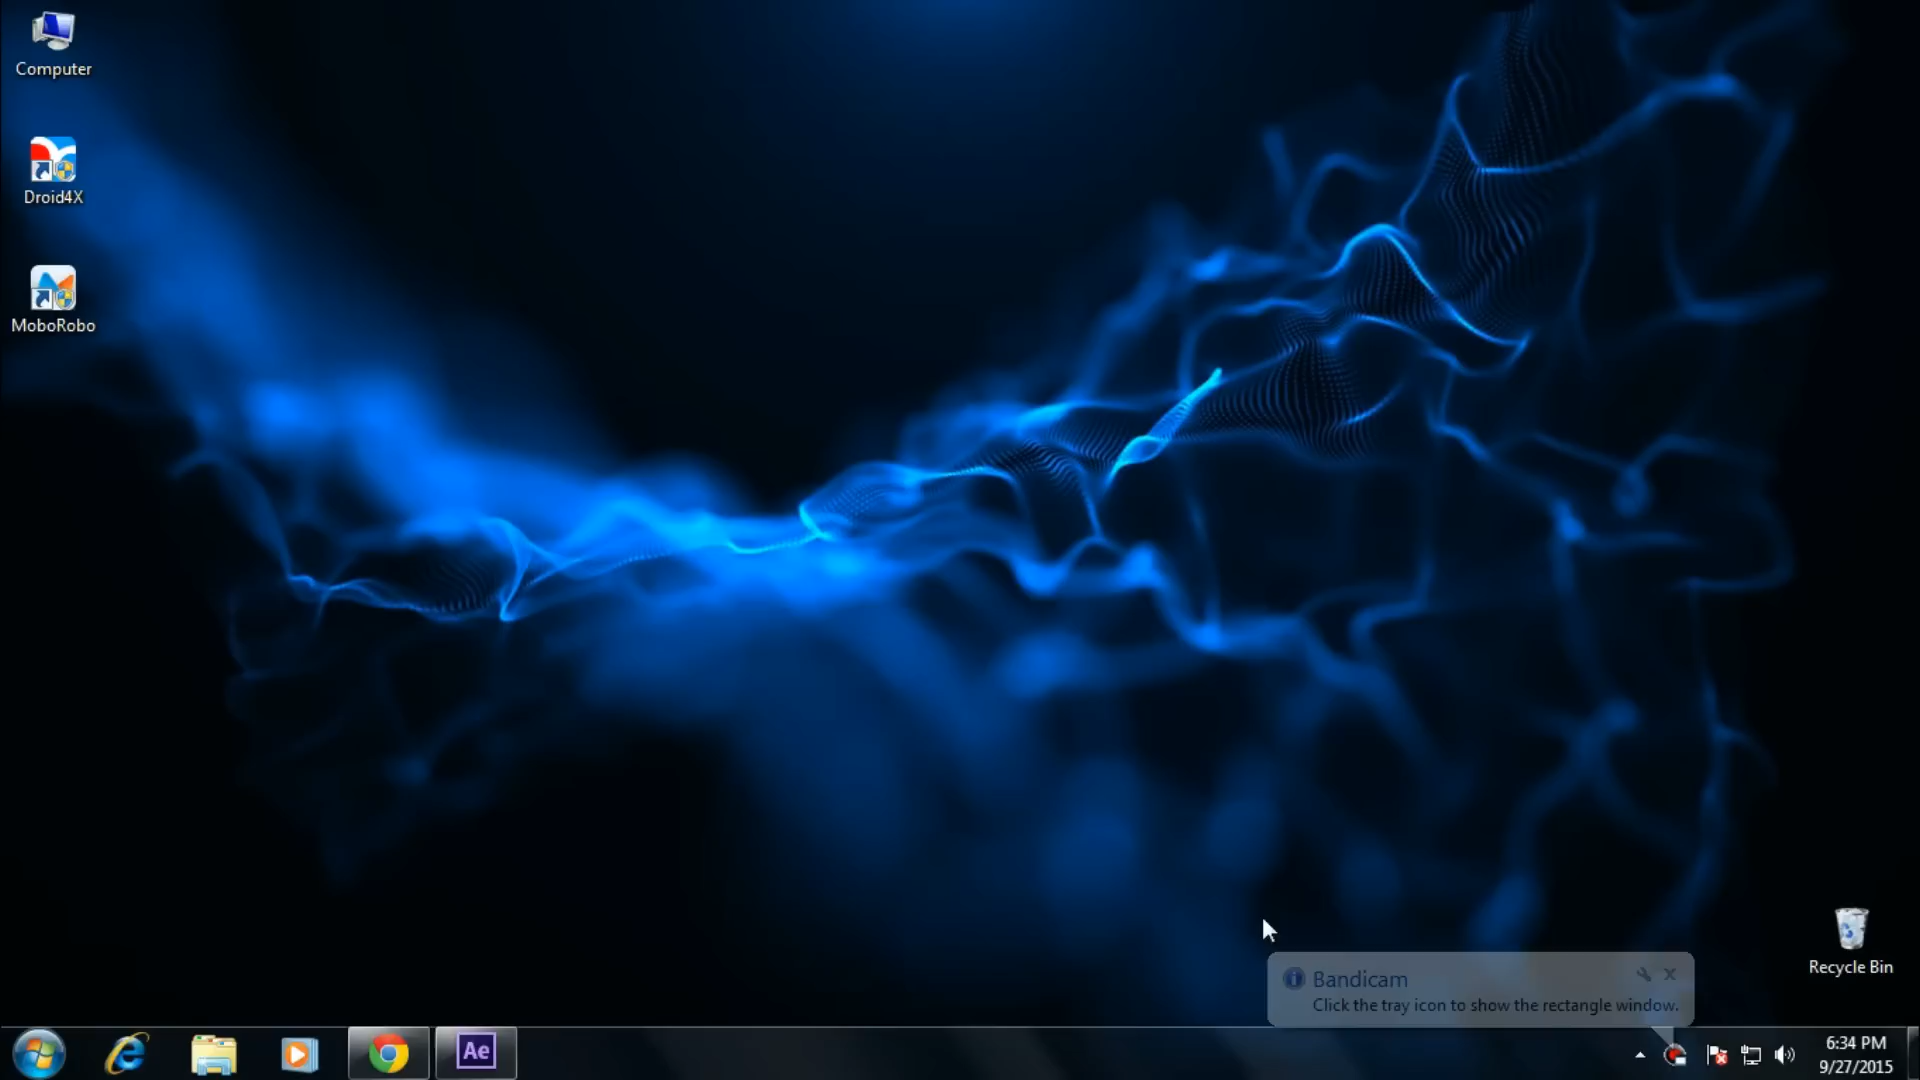 Computer
Droid4X
MoboRobo
Recycle Bin
Bandicam
Click the tray icon to show the rectangle window.
Ae
6:34 PM
9/27/2015